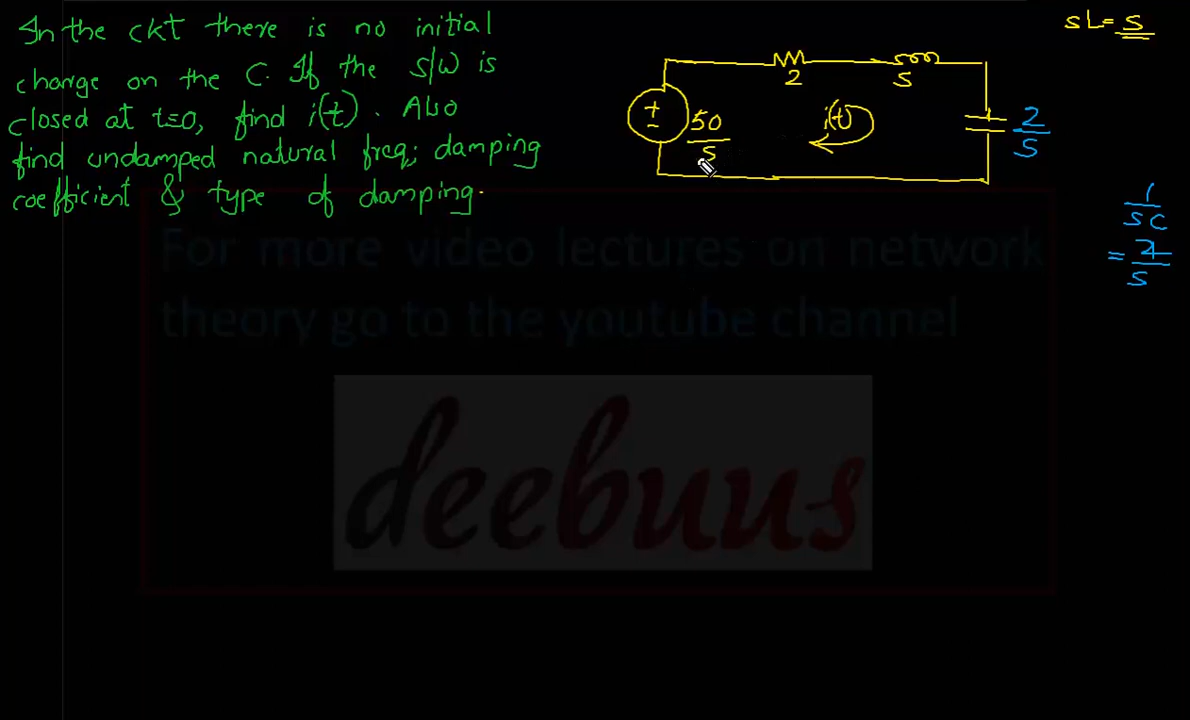 In the ckt there is no initial
charge on the C. If the s/w is
closed at t=0, find i(t). Also
find undamped natural freq; damping
coefficient & type of damping.
sL= s
2
s
50
s
i(t)
2
s
1
sC
= 2
s
For more video lectures on network
theory go to the youtube channel
deebuus